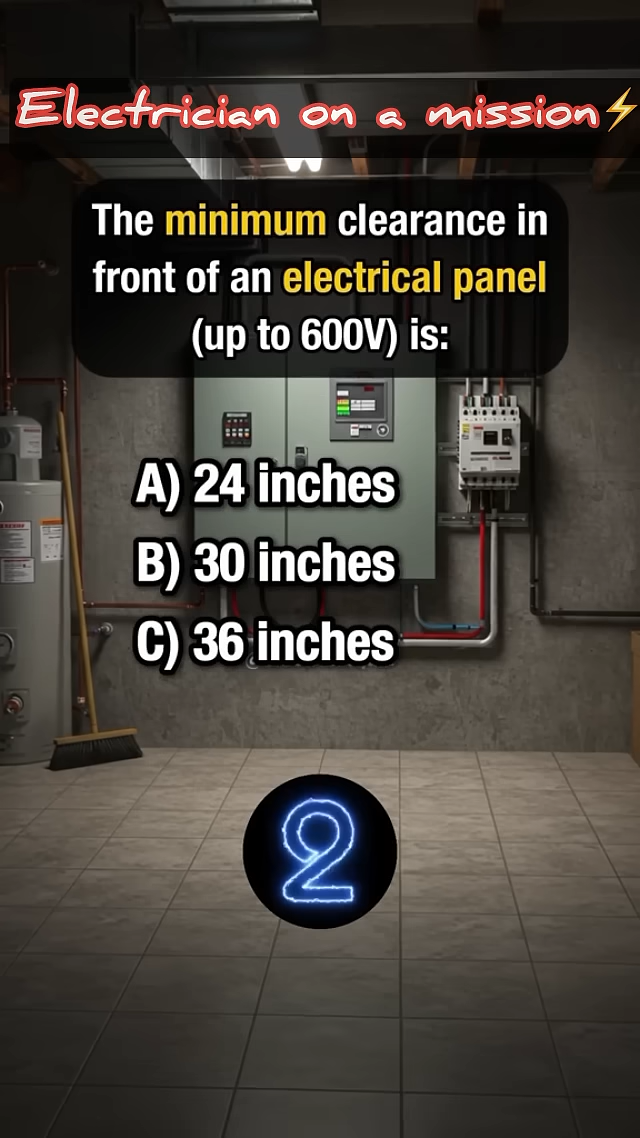 Electrician on a mission⚡
The minimum clearance in
front of an electrical panel
(up to 600V) is:
A) 24 inches
B) 30 inches
C) 36 inches
2